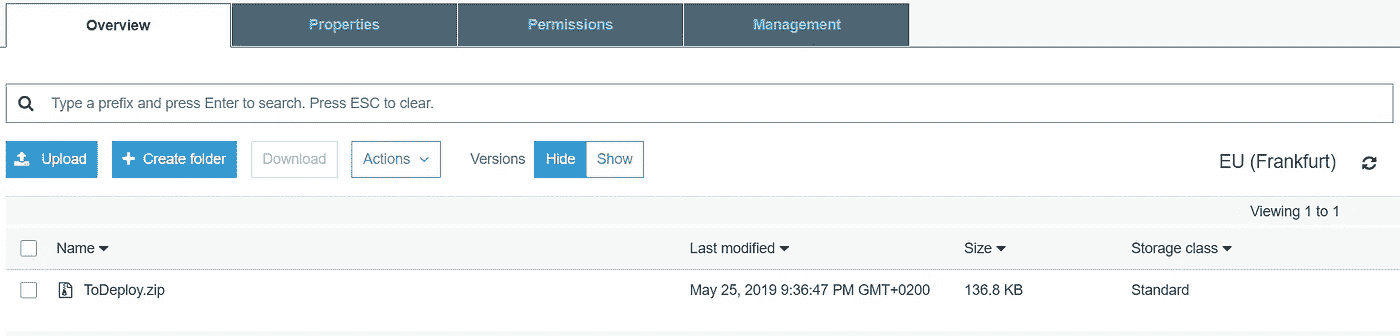 Overview Properties Permissions Management
Type a prefix and press Enter to search. Press ESC to clear.
Upload Create folder Download Actions Versions Hide Show EU (Frankfurt)
Viewing 1 to 1
Name Last modified Size Storage class
ToDeploy.zip May 25, 2019 9:36:47 PM GMT+0200 136.8 KB Standard